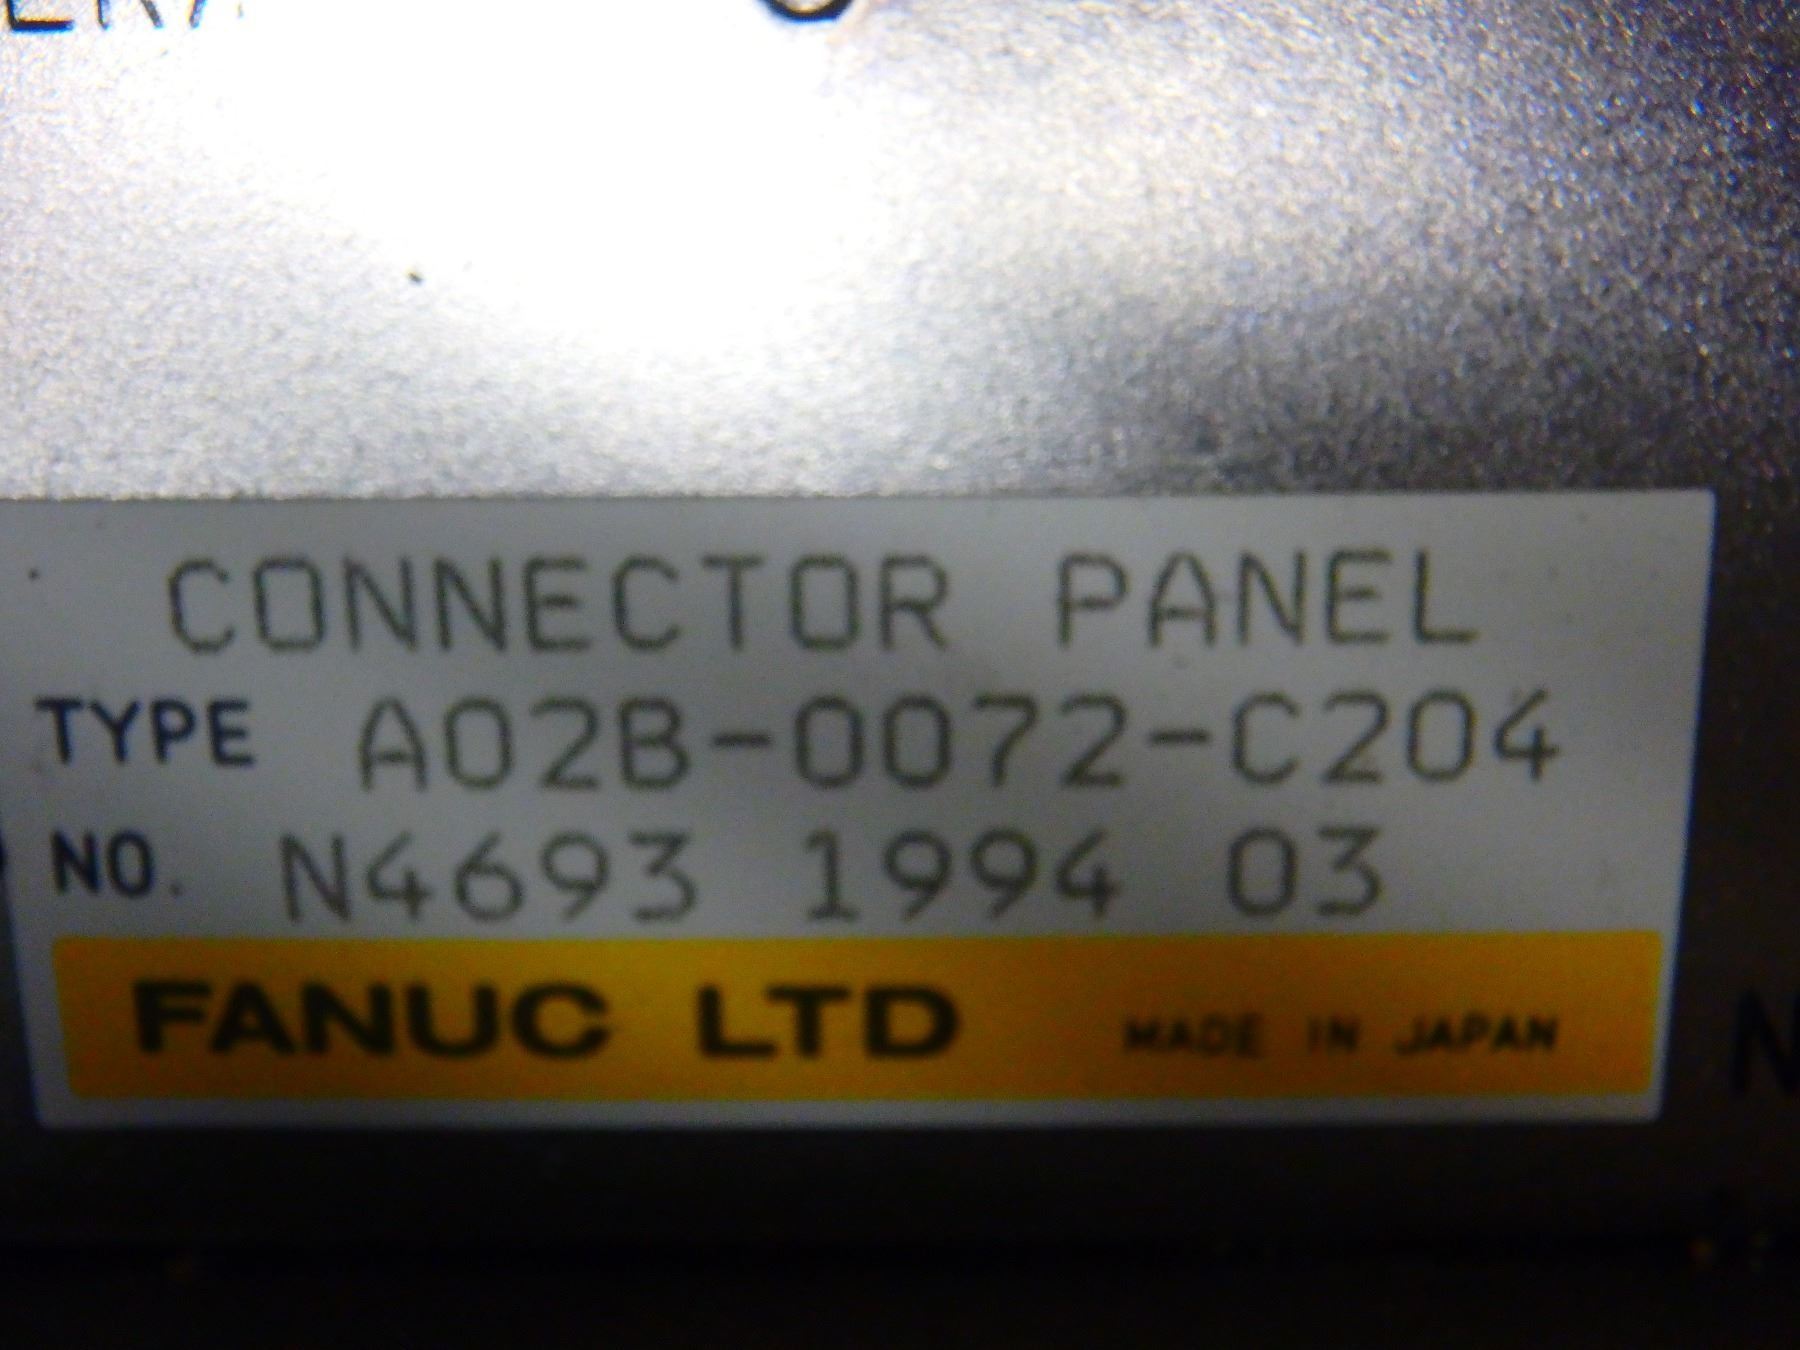 CONNECTOR PANEL
TYPE A02B-0072-C204
NO. N4693 1994 03
FANUC LTD MADE IN JAPAN